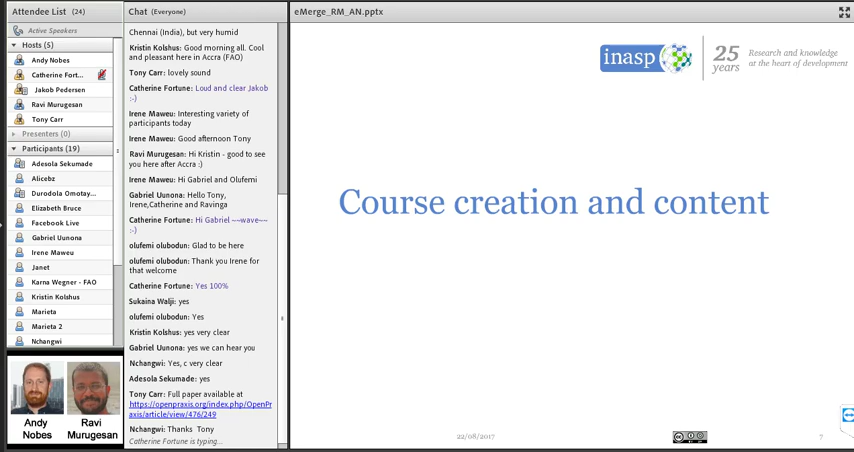 Attendee List (24)
Active Speakers
Hosts (5)
Andy Nobes
Catherine Fort...
Jakob Pedersen
Ravi Murugesan
Tony Carr
Presenters (0)
Participants (19)
Adesola Sekumade
Alicebz
Durodola Omotay...
Elizabeth Bruce
Facebook Live
Gabriel Uunona
Irene Maweu
Janet
Karna Wegner - FAO
Kristin Kolshus
Marieta
Marieta 2
Nchangwi
Andy
Nobes
Ravi
Murugesan
Chat (Everyone)
Chennai (India), but very humid
Kristin Kolshus: Good morning all. Cool
and pleasant here in Accra (FAO)
Tony Carr: lovely sound
Catherine Fortune: Loud and clear Jakob
:-)
Irene Maweu: Interesting variety of
participants today
Irene Maweu: Good afternoon Tony
Ravi Murugesan: Hi Kristin - good to see
you here after Accra :)
Irene Maweu: Hi Gabriel and Olufemi
Gabriel Uunona: Hello Tony,
Irene,Catherine and Ravinga
Catherine Fortune: Hi Gabriel ~~wave~~
:-)
olufemi olubodun: Glad to be here
olufemi olubodun: Thank you Irene for
that welcome
Catherine Fortune: Yes 100%
Sukaina Walji: yes
olufemi olubodun: Yes
Kristin Kolshus: yes very clear
Gabriel Uunona: yes we can hear you
Nchangwi: Yes, c very clear
Adesola Sekumade: yes
Tony Carr: Full paper available at
https://openpraxis.org/index.php/OpenPr
axis/article/view/476/249
Nchangwi: Thanks Tony
Catherine Fortune is typing...
eMerge_RM_AN.pptx
inasp
25
years
Research and knowledge
at the heart of development
Course creation and content
22/08/2017
7